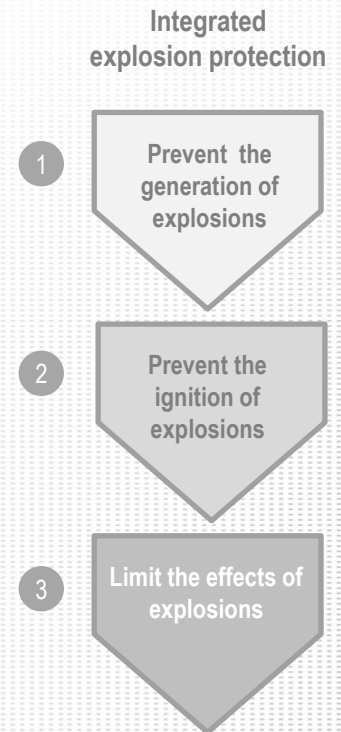 Integrated
explosion protection
1
Prevent the
generation of
explosions
2
Prevent the
ignition of
explosions
3
Limit the effects of
explosions